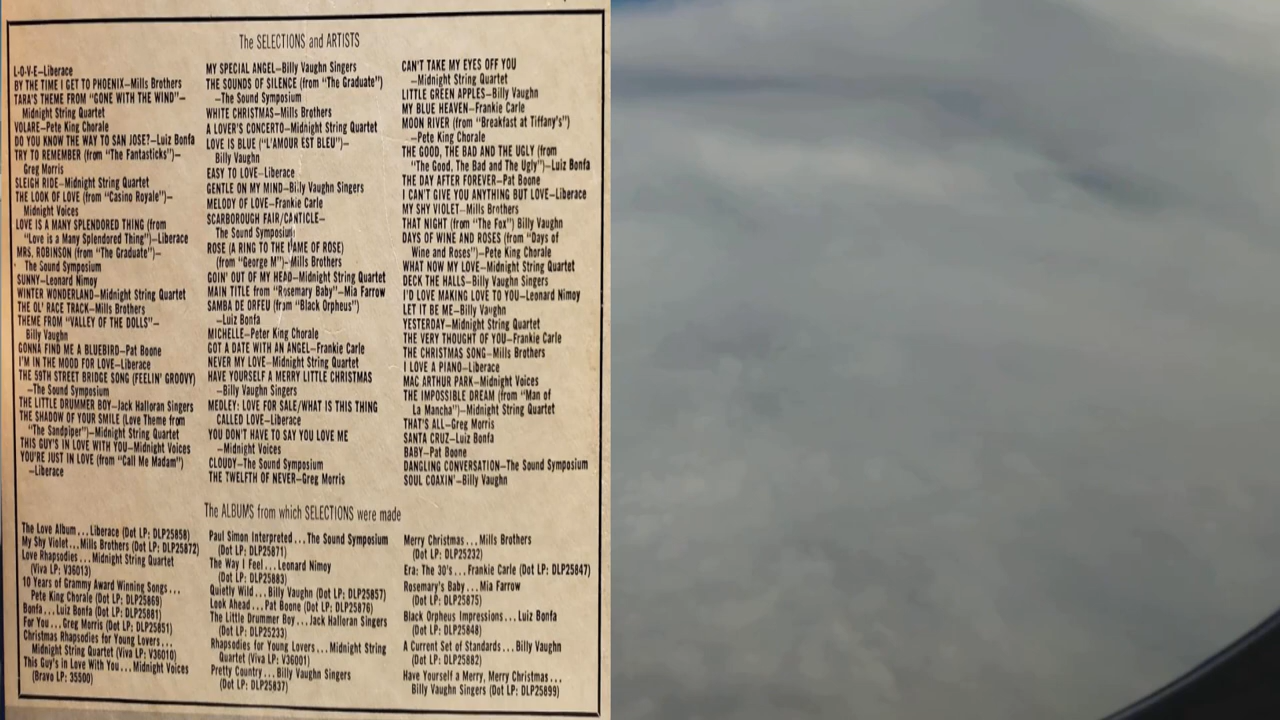 The SELECTIONS and ARTISTS
L-O-V-E—Liberace
BY THE TIME I GET TO PHOENIX—Mills Brothers
TARA'S THEME FROM "GONE WITH THE WIND"—
Midnight String Quartet
VOLARE—Pete King Chorale
DO YOU KNOW THE WAY TO SAN JOSE?—Luiz Bonfa
TRY TO REMEMBER (from "The Fantasticks")—
Greg Morris
SLEIGH RIDE—Midnight String Quartet
THE LOOK OF LOVE (from "Casino Royale")—
Midnight Voices
LOVE IS A MANY SPLENDORED THING (from
"Love is a Many Splendored Thing")—Liberace
MRS. ROBINSON (from "The Graduate")—
The Sound Symposium
SUNNY—Leonard Nimoy
WINTER WONDERLAND—Midnight String Quartet
THE OL' RACE TRACK—Mills Brothers
THEME FROM "VALLEY OF THE DOLLS"—
Billy Vaughn
GONNA FIND ME A BLUEBIRD—Pat Boone
I'M IN THE MOOD FOR LOVE—Liberace
THE 59TH STREET BRIDGE SONG (FEELIN' GROOVY)
—The Sound Symposium
THE LITTLE DRUMMER BOY—Jack Halloran Singers
THE SHADOW OF YOUR SMILE (Love Theme from
"The Sandpiper")—Midnight String Quartet
THIS GUY'S IN LOVE WITH YOU—Midnight Voices
YOU'RE JUST IN LOVE (from "Call Me Madam")
—Liberace
MY SPECIAL ANGEL—Billy Vaughn Singers
THE SOUNDS OF SILENCE (from "The Graduate")
—The Sound Symposium
WHITE CHRISTMAS—Mills Brothers
A LOVER'S CONCERTO—Midnight String Quartet
LOVE IS BLUE ("L'AMOUR EST BLEU")—
Billy Vaughn
EASY TO LOVE—Liberace
GENTLE ON MY MIND—Billy Vaughn Singers
MELODY OF LOVE—Frankie Carle
SCARBOROUGH FAIR/CANTICLE—
The Sound Symposium
ROSE (A RING TO THE NAME OF ROSE)
(from "George M")—Mills Brothers
GOIN' OUT OF MY HEAD—Midnight String Quartet
MAIN TITLE from "Rosemary Baby"—Mia Farrow
SAMBA DE ORFEU (from "Black Orpheus")
—Luiz Bonfa
MICHELLE—Peter King Chorale
GOT A DATE WITH AN ANGEL—Frankie Carle
NEVER MY LOVE—Midnight String Quartet
HAVE YOURSELF A MERRY LITTLE CHRISTMAS
—Billy Vaughn Singers
MEDLEY: LOVE FOR SALE/WHAT IS THIS THING
CALLED LOVE—Liberace
YOU DON'T HAVE TO SAY YOU LOVE ME
—Midnight Voices
CLOUDY—The Sound Symposium
THE TWELFTH OF NEVER—Greg Morris
CAN'T TAKE MY EYES OFF YOU
—Midnight String Quartet
LITTLE GREEN APPLES—Billy Vaughn
MY BLUE HEAVEN—Frankie Carle
MOON RIVER (from "Breakfast at Tiffany's")
—Pete King Chorale
THE GOOD, THE BAD AND THE UGLY (from
"The Good, The Bad and The Ugly")—Luiz Bonfa
THE DAY AFTER FOREVER—Pat Boone
I CAN'T GIVE YOU ANYTHING BUT LOVE—Liberace
MY SHY VIOLET—Mills Brothers
THAT NIGHT (from "The Fox") Billy Vaughn
DAYS OF WINE AND ROSES (from "Days of
Wine and Roses")—Pete King Chorale
WHAT NOW MY LOVE—Midnight String Quartet
DECK THE HALLS—Billy Vaughn Singers
I'D LOVE MAKING LOVE TO YOU—Leonard Nimoy
LET IT BE ME—Billy Vaughn
YESTERDAY—Midnight String Quartet
THE VERY THOUGHT OF YOU—Frankie Carle
THE CHRISTMAS SONG—Mills Brothers
I LOVE A PIANO—Liberace
MAC ARTHUR PARK—Midnight Voices
THE IMPOSSIBLE DREAM (from "Man of
La Mancha")—Midnight String Quartet
THAT'S ALL—Greg Morris
SANTA CRUZ—Luiz Bonfa
BABY—Pat Boone
DANGLING CONVERSATION—The Sound Symposium
SOUL COAXIN'—Billy Vaughn
The ALBUMS from which SELECTIONS were made
The Love Album . . . Liberace (Dot LP: DLP25858)
My Shy Violet . . . Mills Brothers (Dot LP: DLP25872)
Love Rhapsodies . . . Midnight String Quartet
(Viva LP: V36013)
10 Years of Grammy Award Winning Songs . . .
Pete King Chorale (Dot LP: DLP25869)
Bonfa . . . Luiz Bonfa (Dot LP: DLP25881)
For You . . . Greg Morris (Dot LP: DLP25851)
Christmas Rhapsodies for Young Lovers . . .
Midnight String Quartet (Viva LP: V36010)
This Guy's in Love With You . . . Midnight Voices
(Bravo LP: 35500)
Paul Simon Interpreted . . . The Sound Symposium
(Dot LP: DLP25871)
The Way I Feel . . . Leonard Nimoy
(Dot LP: DLP25883)
Quietly Wild . . . Billy Vaughn (Dot LP: DLP25857)
Look Ahead . . . Pat Boone (Dot LP: DLP25876)
The Little Drummer Boy . . . Jack Halloran Singers
(Dot LP: DLP25233)
Rhapsodies for Young Lovers . . . Midnight String
Quartet (Viva LP: V36001)
Pretty Country . . . Billy Vaughn Singers
(Dot LP: DLP25837)
Merry Christmas . . . Mills Brothers
(Dot LP: DLP25232)
Era: The 30's . . . Frankie Carle (Dot LP: DLP25847)
Rosemary's Baby . . . Mia Farrow
(Dot LP: DLP25875)
Black Orpheus Impressions . . . Luiz Bonfa
(Dot LP: DLP25848)
A Current Set of Standards . . . Billy Vaughn
(Dot LP: DLP25882)
Have Yourself a Merry, Merry Christmas . . .
Billy Vaughn Singers (Dot LP: DLP25899)